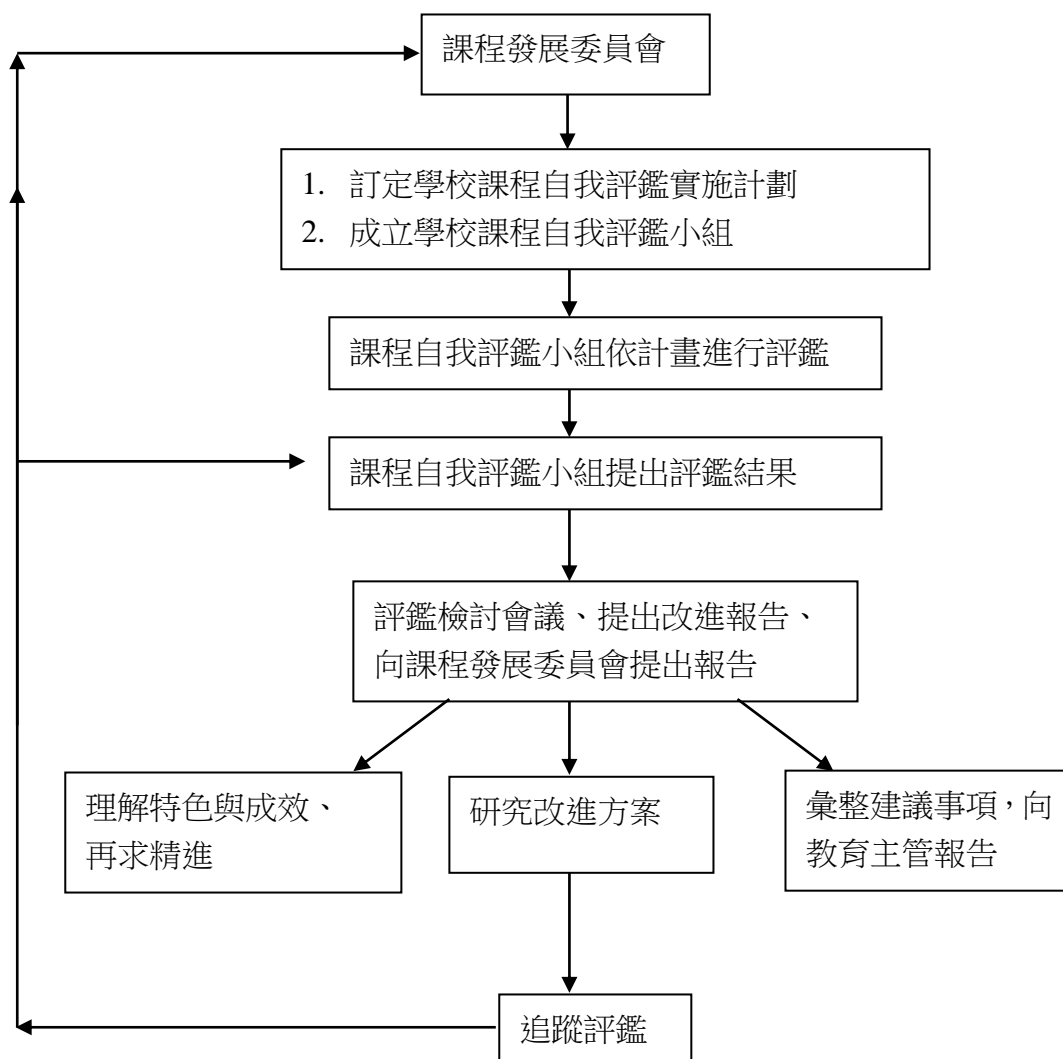 課程發展委員會
1. 訂定學校課程自我評鑑實施計劃
2. 成立學校課程自我評鑑小組
課程自我評鑑小組依計畫進行評鑑
課程自我評鑑小組提出評鑑結果
評鑑檢討會議、提出改進報告、
向課程發展委員會提出報告
理解特色與成效、
再求精進
研究改進方案
彙整建議事項，向
教育主管報告
追蹤評鑑